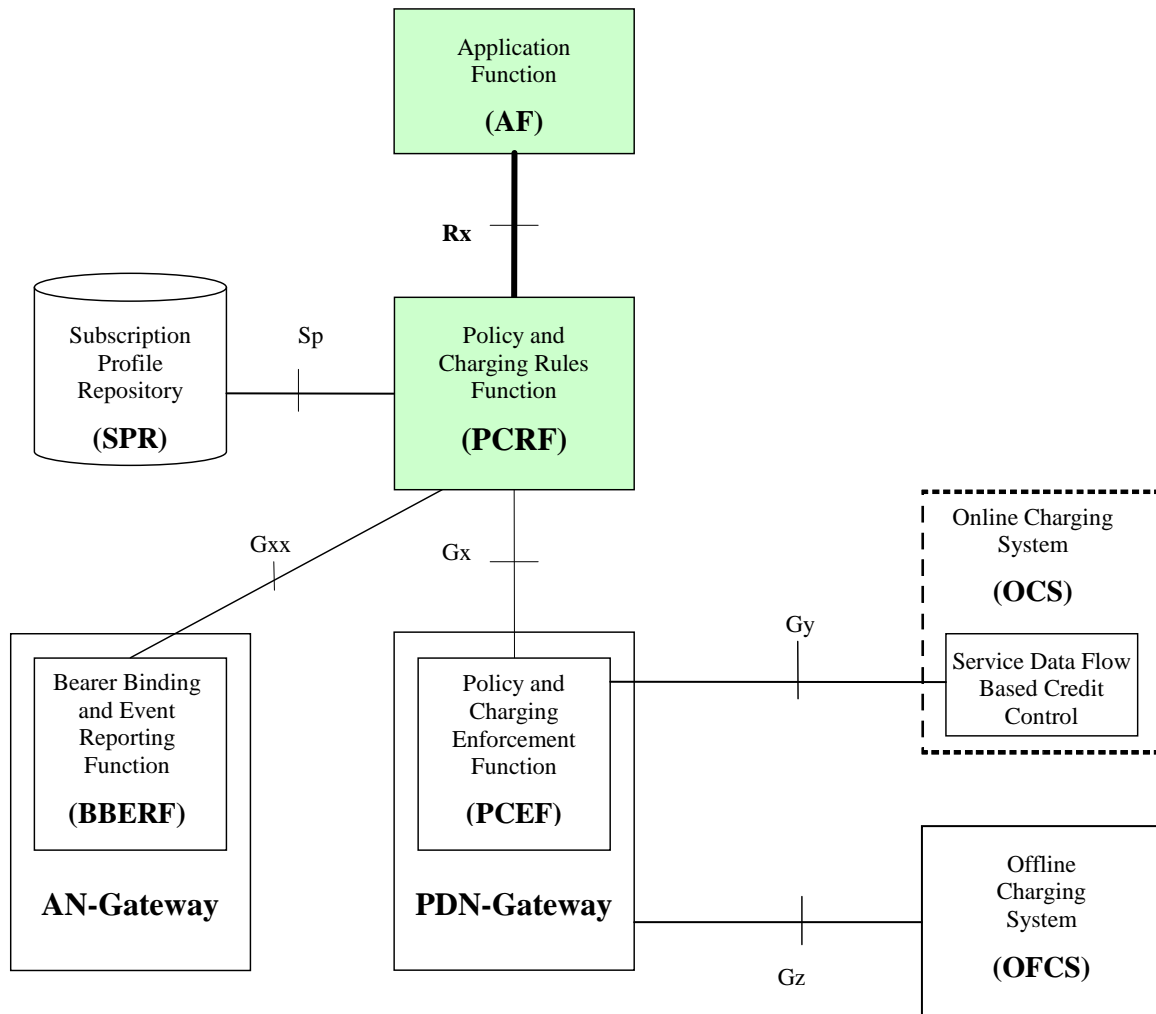 Application
Function
(AF)
Rx
Subscription
Profile
Repository
(SPR)
Sp
Policy and
Charging Rules
Function
(PCRF)
Gxx
Gx
Online Charging
System
(OCS)
Service Data Flow
Based Credit
Control
Gy
Bearer Binding
and Event
Reporting
Function
(BBERF)
AN-Gateway
Policy and
Charging
Enforcement
Function
(PCEF)
PDN-Gateway
Gz
Offline
Charging
System
(OFCS)